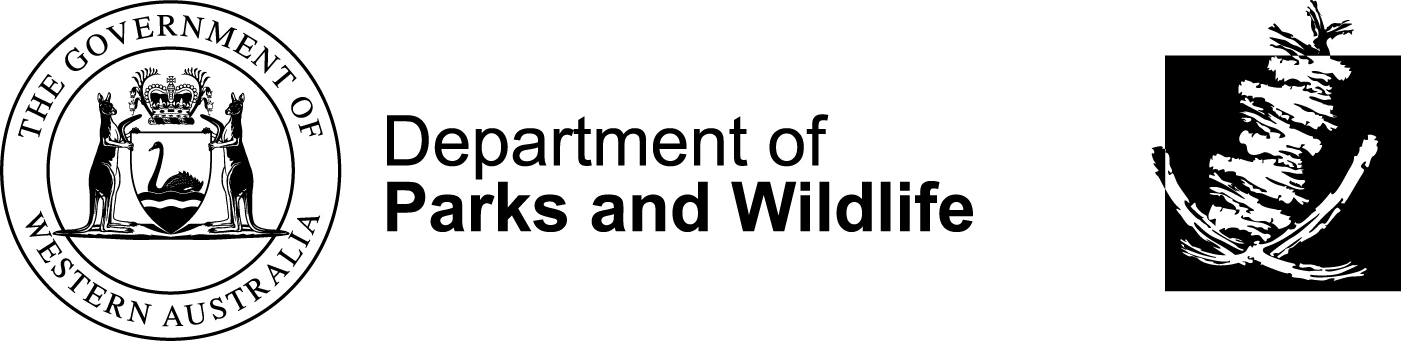 THE GOVERNMENT OF
WESTERN AUSTRALIA
Department of
Parks and Wildlife